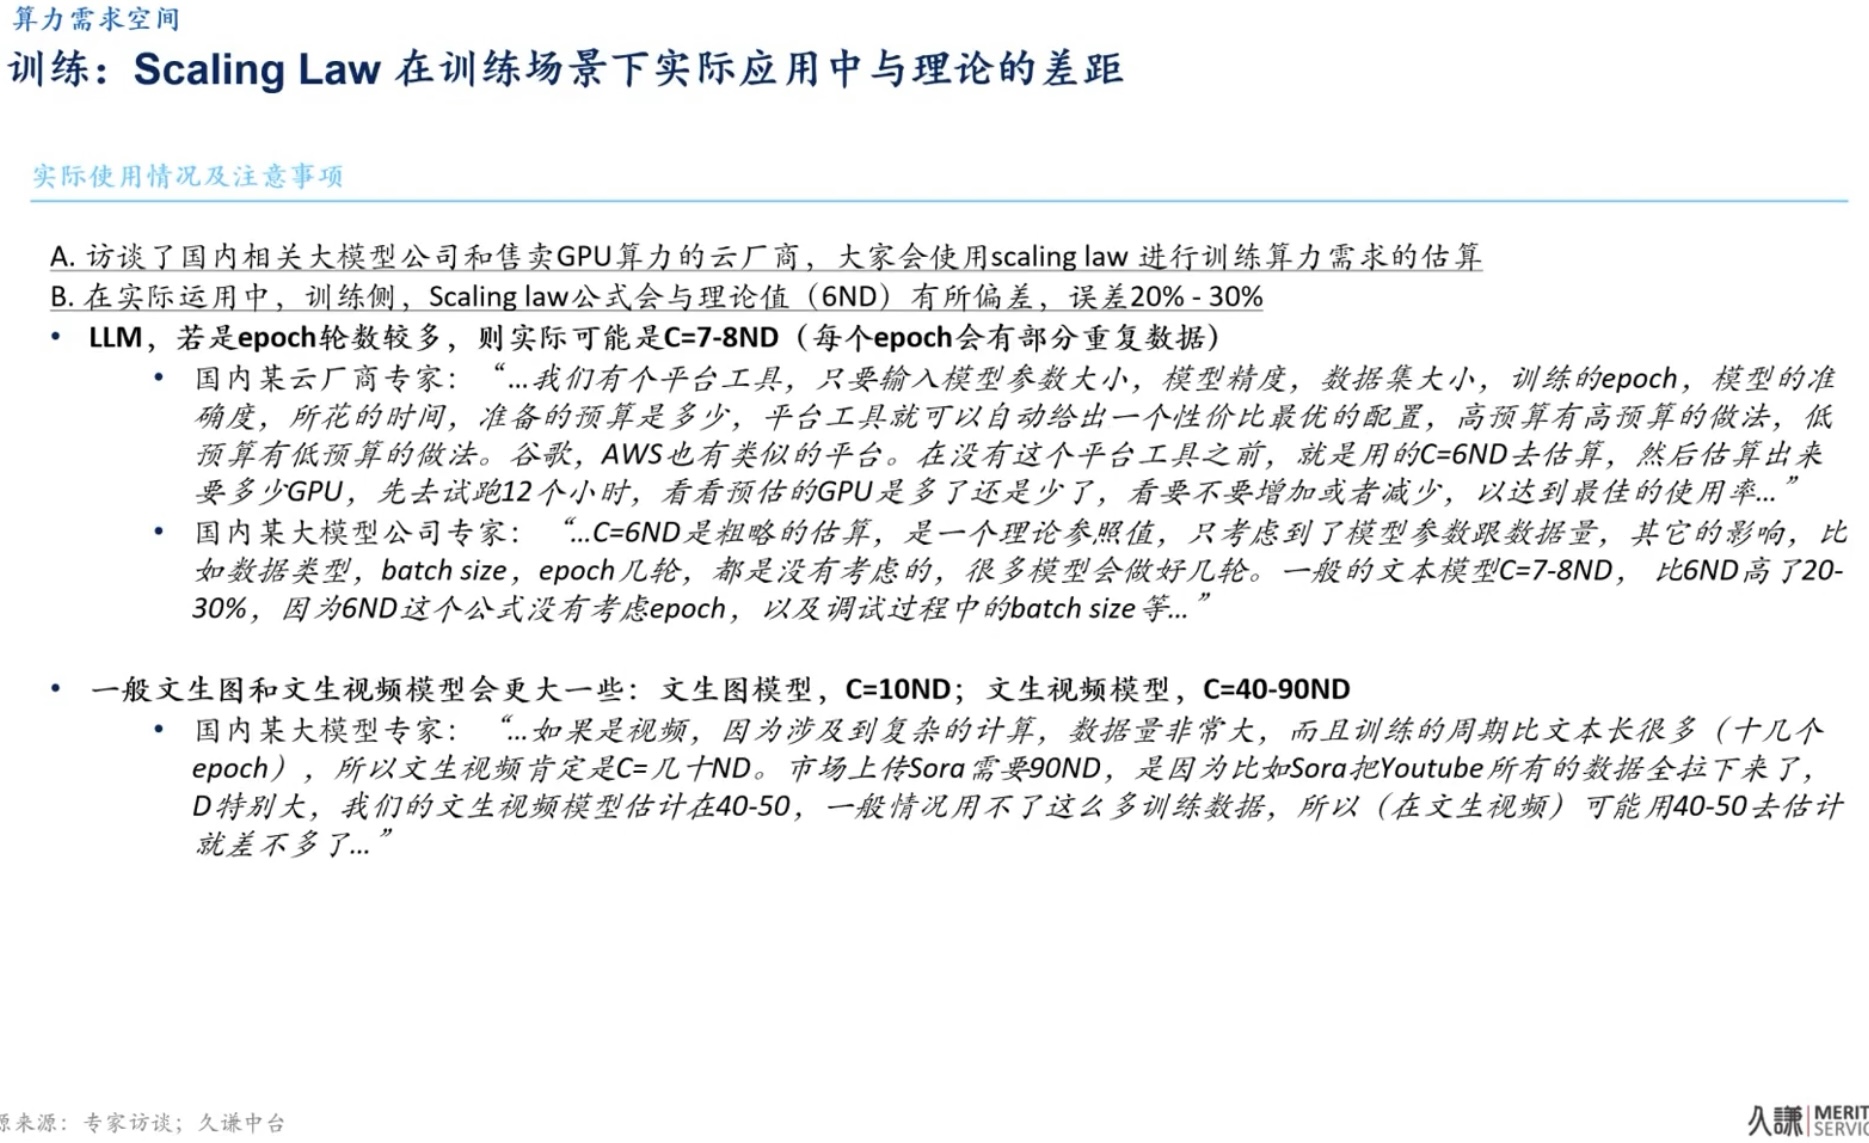 算力需求空间
训练：Scaling Law 在训练场景下实际应用中与理论的差距
实际使用情况及注意事项
A. 访谈了国内相关大模型公司和售卖GPU算力的云厂商，大家会使用scaling law 进行训练算力需求的估算
B. 在实际运用中，训练侧，Scaling law公式会与理论值（6ND）有所偏差，误差20% - 30%
• LLM，若是epoch轮数较多，则实际可能是C=7-8ND（每个epoch会有部分重复数据）
• 国内某云厂商专家：“…我们有个平台工具，只要输入模型参数大小，模型精度，数据集大小，训练的epoch，模型的准
确度，所花的时间，准备的预算是多少，平台工具就可以自动给出一个性价比最优的配置，高预算有高预算的做法，低
预算有低预算的做法。谷歌，AWS也有类似的平台。在没有这个平台工具之前，就是用的C=6ND去估算，然后估算出来
要多少GPU，先去试跑12个小时，看看预估的GPU是多了还是少了，看要不要增加或者减少，以达到最佳的使用率…”
• 国内某大模型公司专家：“…C=6ND是粗略的估算，是一个理论参照值，只考虑到了模型参数跟数据量，其它的影响，比
如数据类型，batch size，epoch几轮，都是没有考虑的，很多模型会做好几轮。一般的文本模型C=7-8ND， 比6ND高了20-
30%，因为6ND这个公式没有考虑epoch，以及调试过程中的batch size等…”
• 一般文生图和文生视频模型会更大一些：文生图模型，C=10ND；文生视频模型，C=40-90ND
• 国内某大模型专家：“…如果是视频，因为涉及到复杂的计算，数据量非常大，而且训练的周期比文本长很多（十几个
epoch），所以文生视频肯定是C=几十ND。市场上传Sora需要90ND，是因为比如Sora把Youtube所有的数据全拉下来了，
D特别大，我们的文生视频模型估计在40-50，一般情况用不了这么多训练数据，所以（在文生视频）可能用40-50去估计
就差不多了…”
源来源：专家访谈；久谦中台
久謙 MERIT
SERVIC